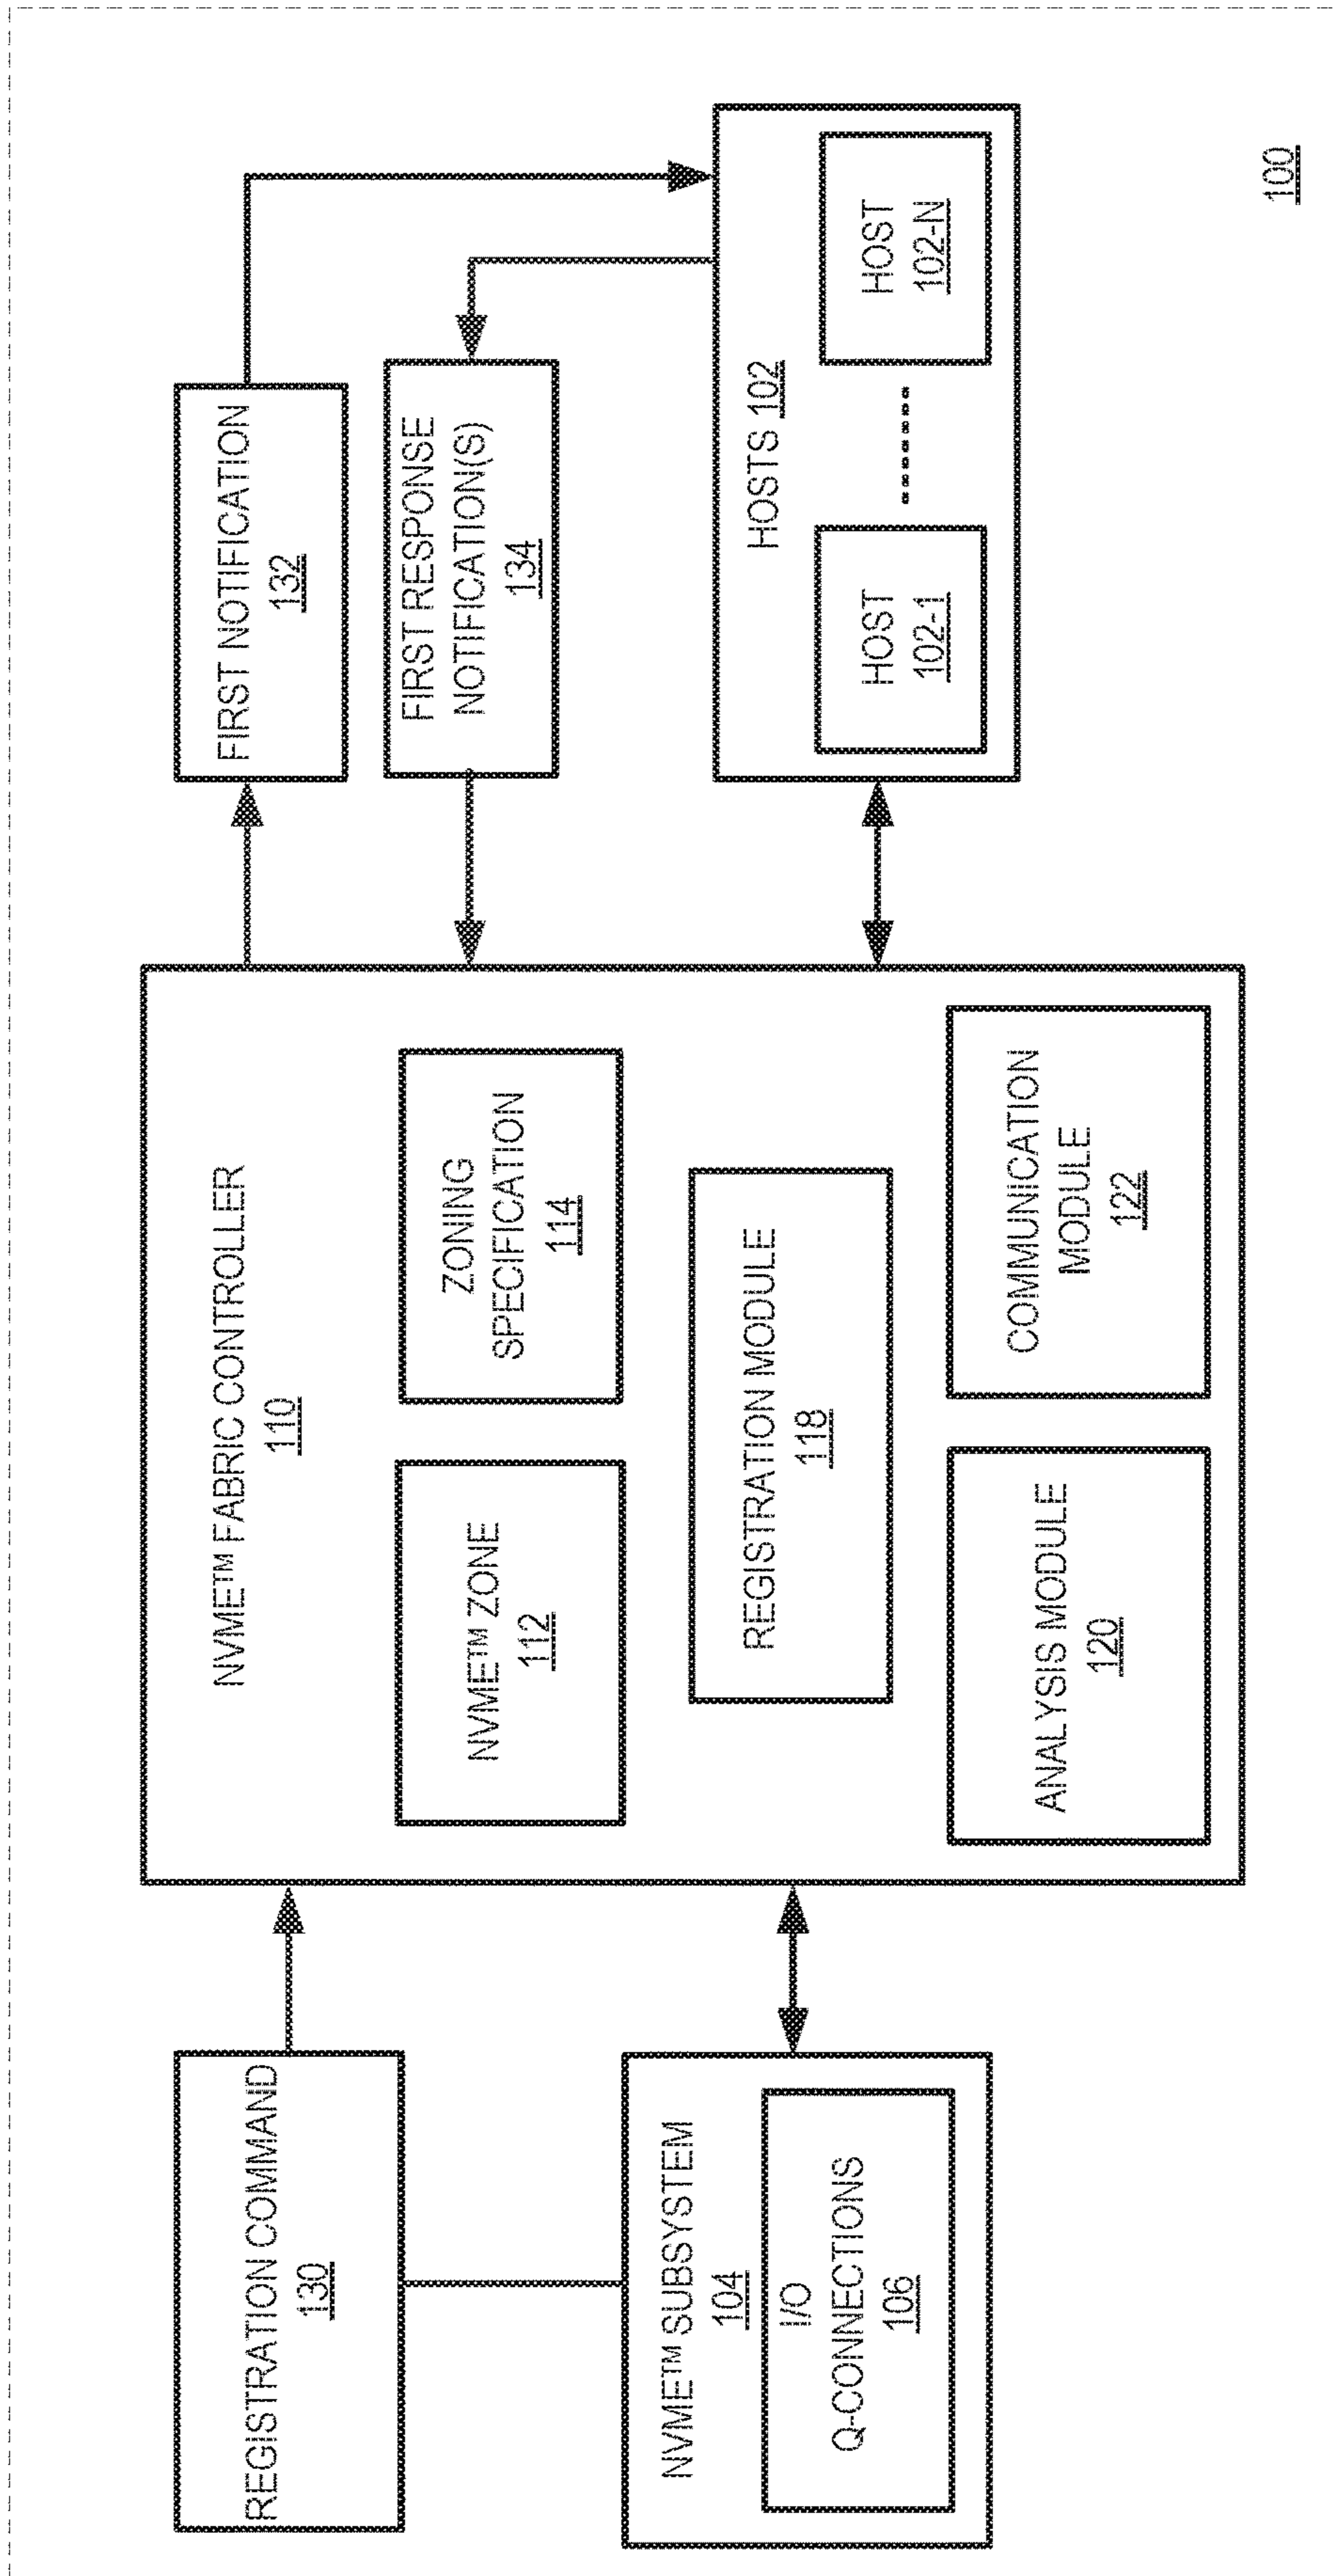 REGISTRATION COMMAND
130
NVME™ SUBSYSTEM
104
I/O
Q-CONNECTIONS
106
NVME™ FABRIC CONTROLLER
110
NVME™ ZONE
112
ZONING
SPECIFICATION
114
REGISTRATION MODULE
118
ANALYSIS MODULE
120
COMMUNICATION
MODULE
122
FIRST NOTIFICATION
132
FIRST RESPONSE
NOTIFICATION(S)
134
HOSTS 102
HOST
102-1
HOST
102-N
100